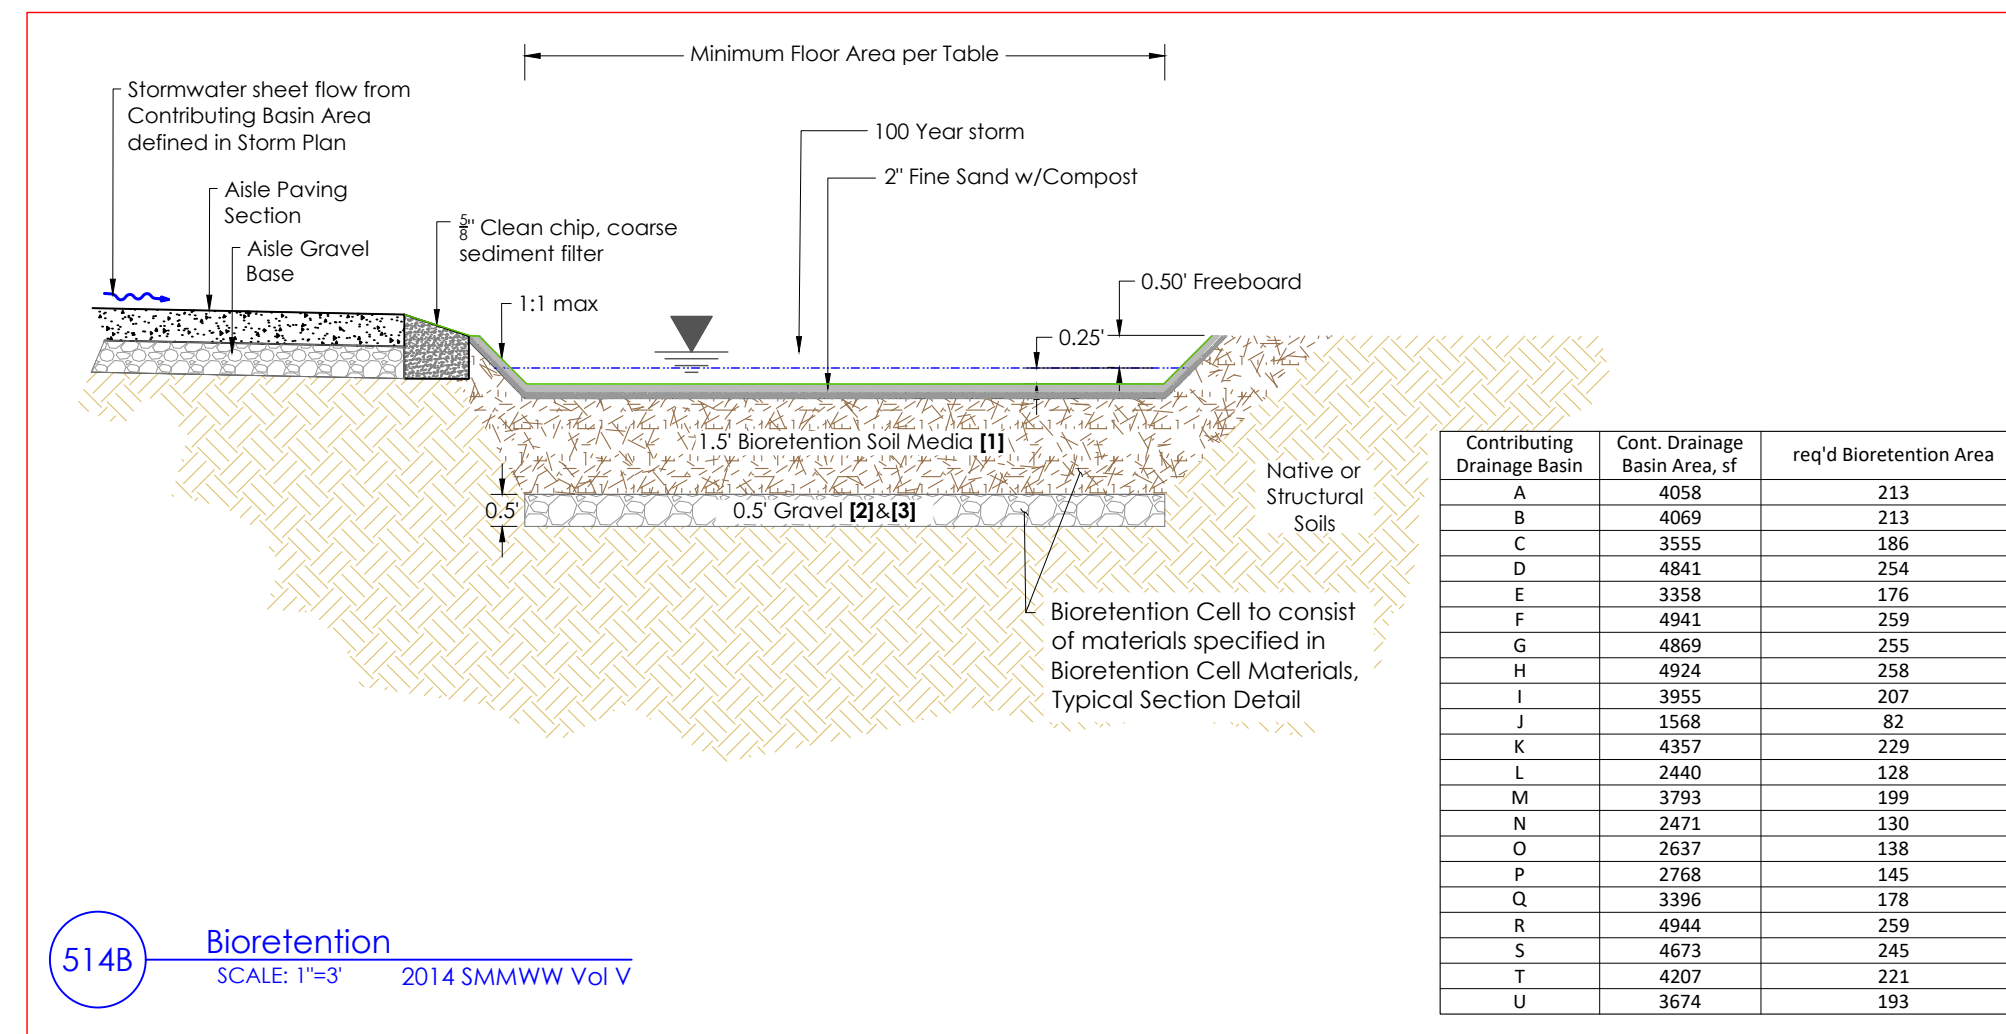 Minimum Floor Area per Table
Stormwater sheet flow from
Contributing Basin Area
defined in Storm Plan
100 Year storm
2" Fine Sand w/Compost
Aisle Paving
Section
5/8" Clean chip, coarse
sediment filter
Aisle Gravel
Base
0.50' Freeboard
1:1 max
0.25'
1.5' Bioretention Soil Media [1]
0.5'
0.5' Gravel [2]&[3]
Native or
Structural
Soils
Bioretention Cell to consist
of materials specified in
Bioretention Cell Materials,
Typical Section Detail
Contributing Drainage Basin | Cont. Drainage Basin Area, sf | req'd Bioretention Area
A 4058 213
B 4069 213
C 3555 186
D 4841 254
E 3358 176
F 4941 259
G 4869 255
H 4924 258
I 3955 207
J 1568 82
K 4357 229
L 2440 128
M 3793 199
N 2471 130
O 2637 138
P 2768 145
Q 3396 178
R 4944 259
S 4673 245
T 4207 221
U 3674 193
514B
Bioretention
SCALE: 1"=3' 2014 SMMWW Vol V